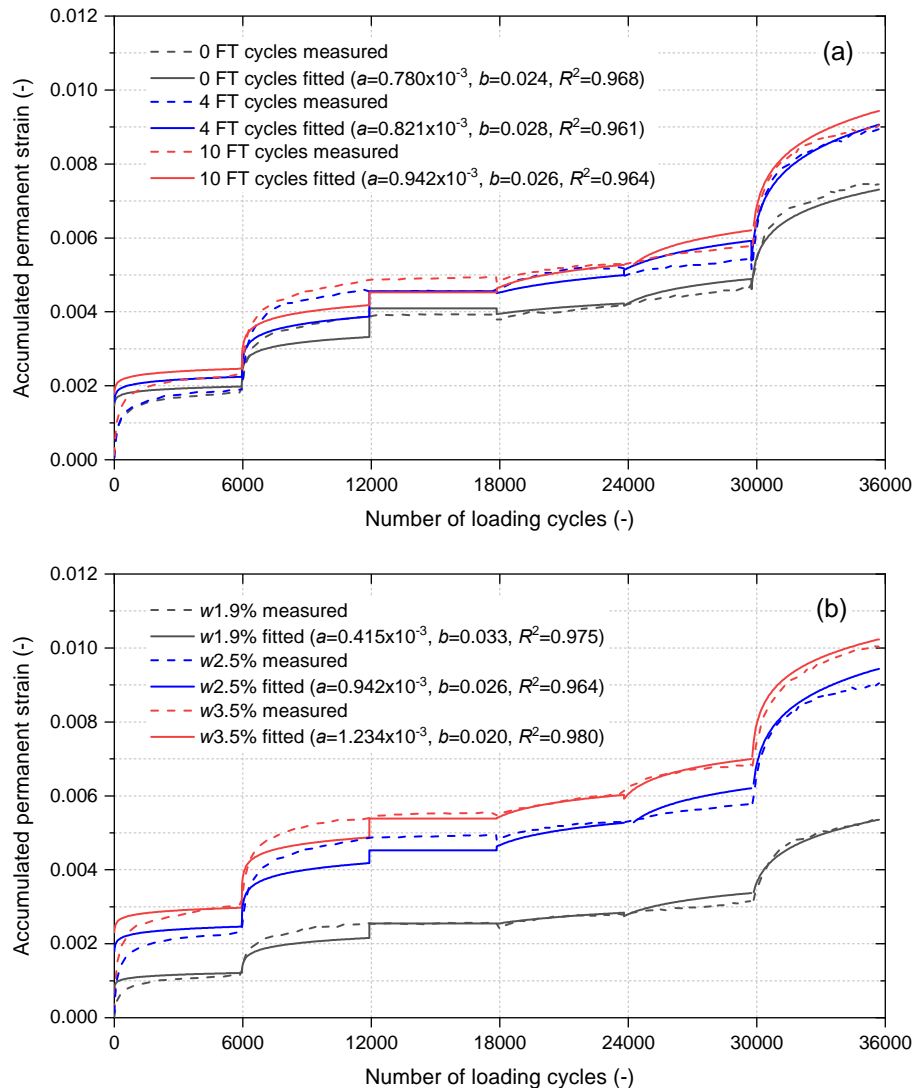 (a)
0.012
0.010
0.008
0.006
0.004
0.002
0.000
Accumulated permanent strain (-)
0 FT cycles measured
0 FT cycles fitted (a=0.780x10⁻³, b=0.024, R²=0.968)
4 FT cycles measured
4 FT cycles fitted (a=0.821x10⁻³, b=0.028, R²=0.961)
10 FT cycles measured
10 FT cycles fitted (a=0.942x10⁻³, b=0.026, R²=0.964)
0 6000 12000 18000 24000 30000 36000
Number of loading cycles (-)
(b)
0.012
0.010
0.008
0.006
0.004
0.002
0.000
Accumulated permanent strain (-)
w1.9% measured
w1.9% fitted (a=0.415x10⁻³, b=0.033, R²=0.975)
w2.5% measured
w2.5% fitted (a=0.942x10⁻³, b=0.026, R²=0.964)
w3.5% measured
w3.5% fitted (a=1.234x10⁻³, b=0.020, R²=0.980)
0 6000 12000 18000 24000 30000 36000
Number of loading cycles (-)